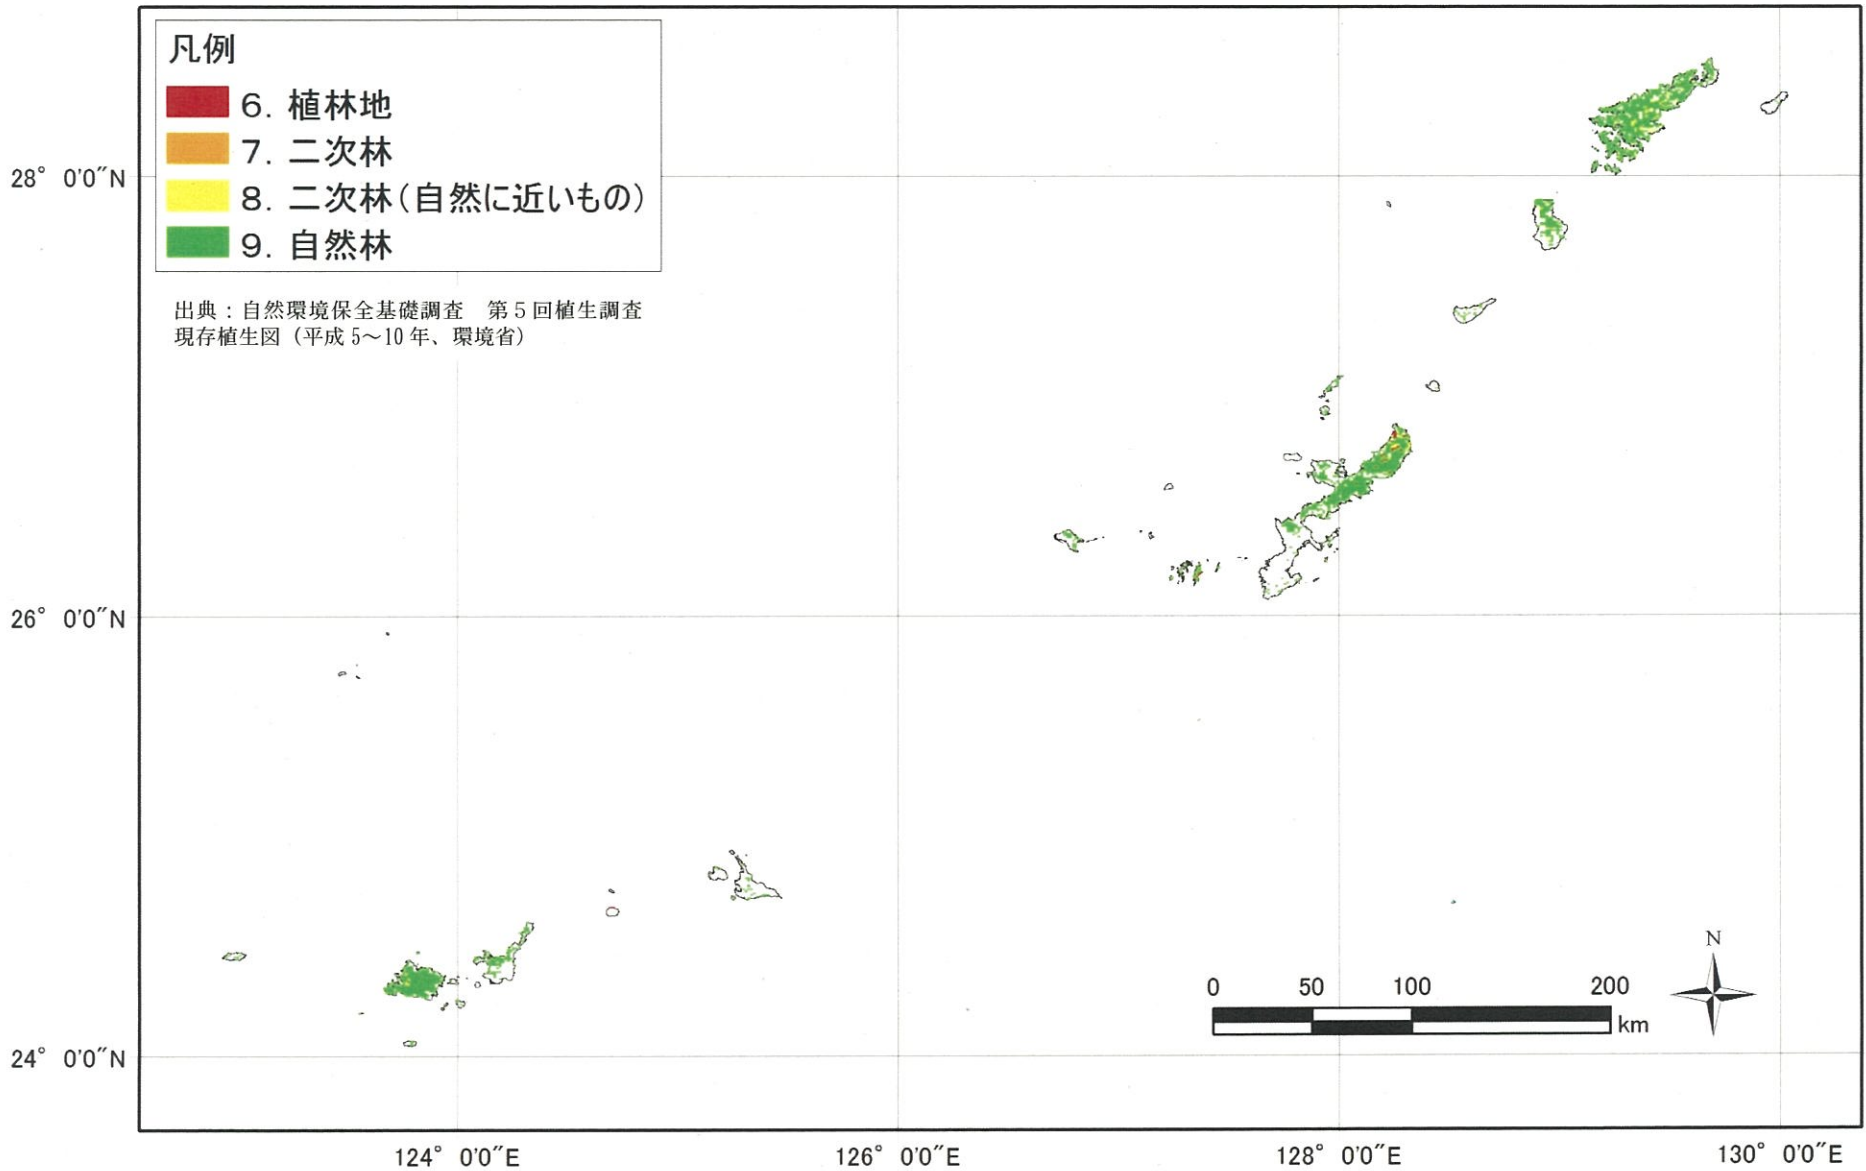 凡例
6. 植林地
7. 二次林
8. 二次林(自然に近いもの)
9. 自然林
出典:自然環境保全基礎調査 第5回植生調査
現存植生図(平成5~10年、環境省)
28° 0′0″N
26° 0′0″N
24° 0′0″N
N
0 50 100 200
km
124° 0′0″E 126° 0′0″E 128° 0′0″E 130° 0′0″E